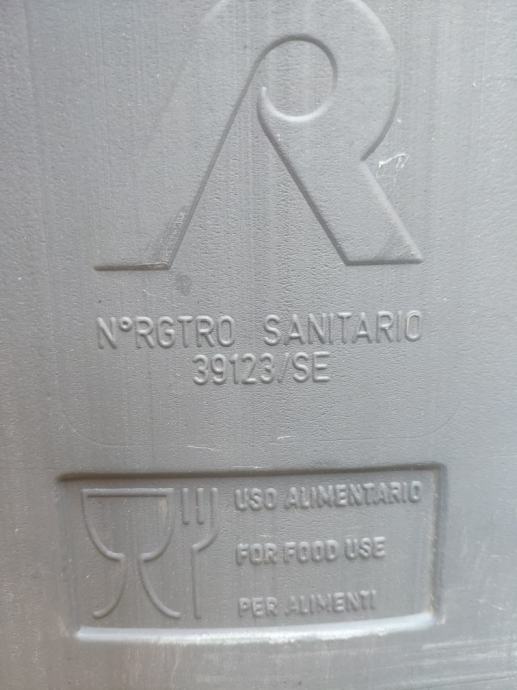 N°RGTRO SANITARIO
39123/SE
USO ALIMENTARIO
FOR FOOD USE
PER ALIMENTI